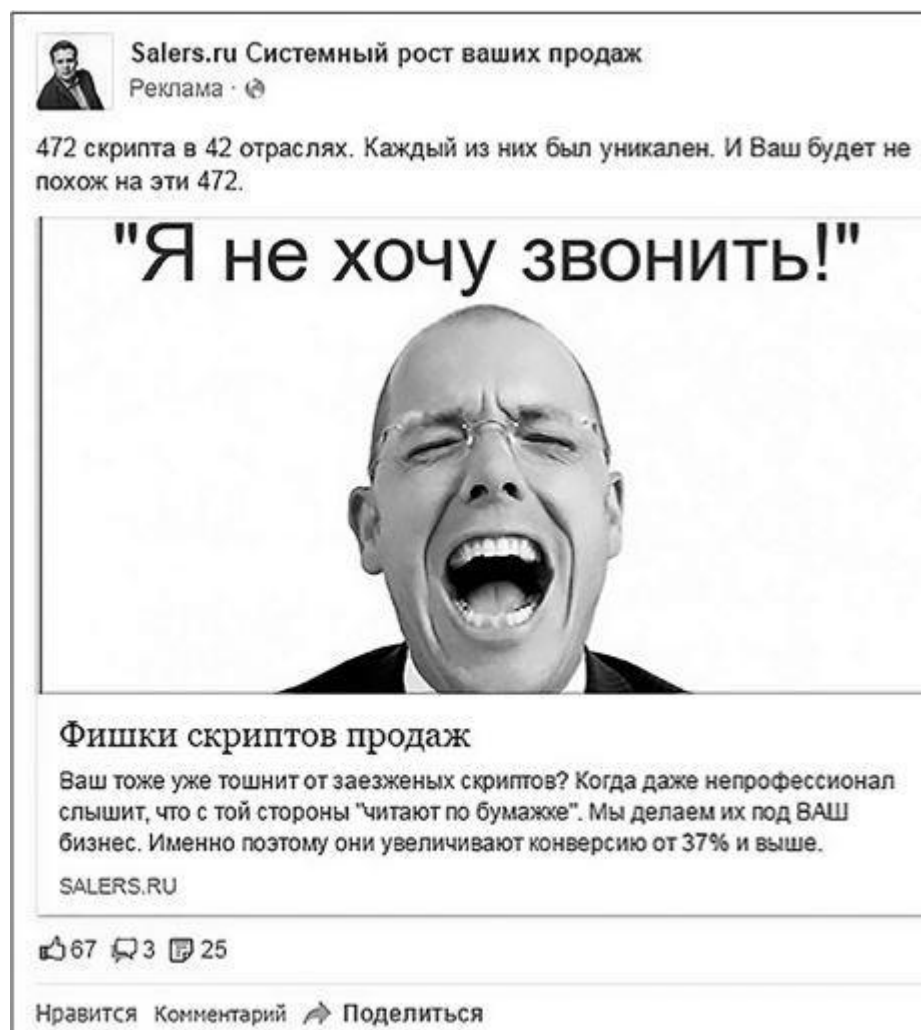 Salers.ru Системный рост ваших продаж
Реклама ·
472 скрипта в 42 отраслях. Каждый из них был уникален. И Ваш будет не
похож на эти 472.
"Я не хочу звонить!"
Фишки скриптов продаж
Ваш тоже уже тошнит от заезженых скриптов? Когда даже непрофессионал
слышит, что с той стороны "читают по бумажке". Мы делаем их под ВАШ
бизнес. Именно поэтому они увеличивают конверсию от 37% и выше.
SALERS.RU
67 3 25
Нравится Комментарий Поделиться